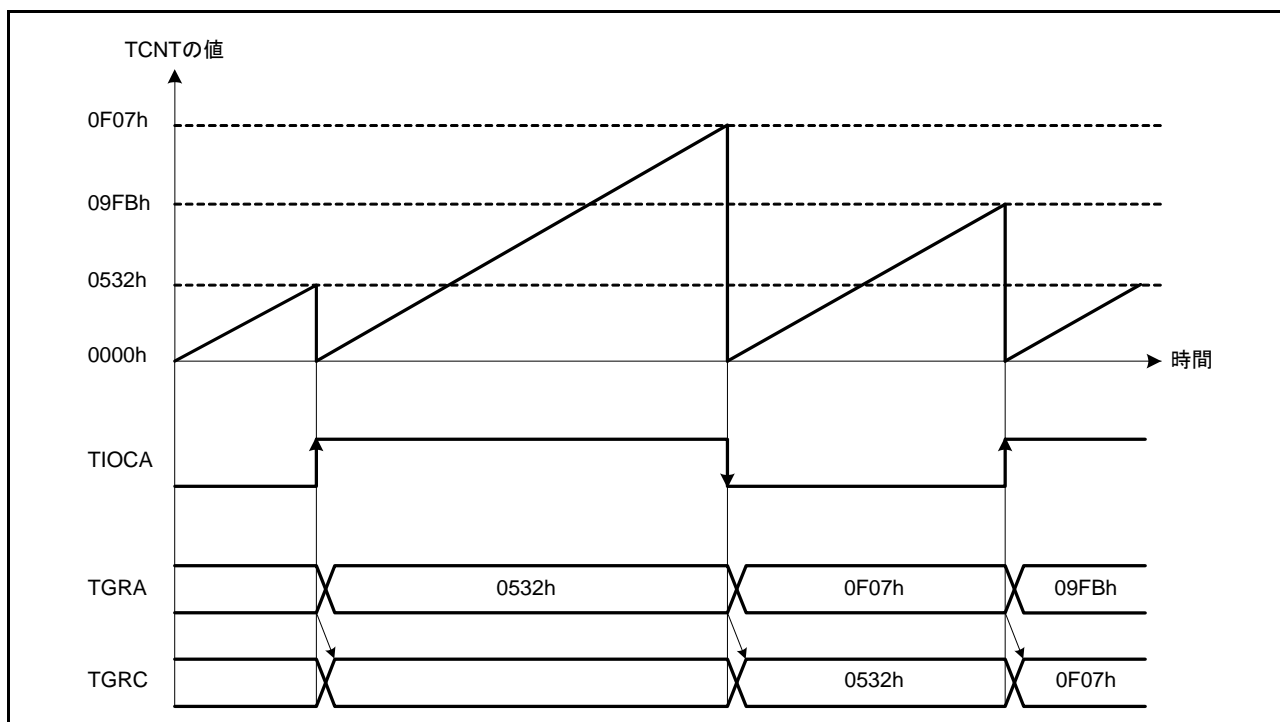 TCNTの値
0F07h
09FBh
0532h
0000h
時間
TIOCA
TGRA
0532h
0F07h
09FBh
TGRC
0532h
0F07h